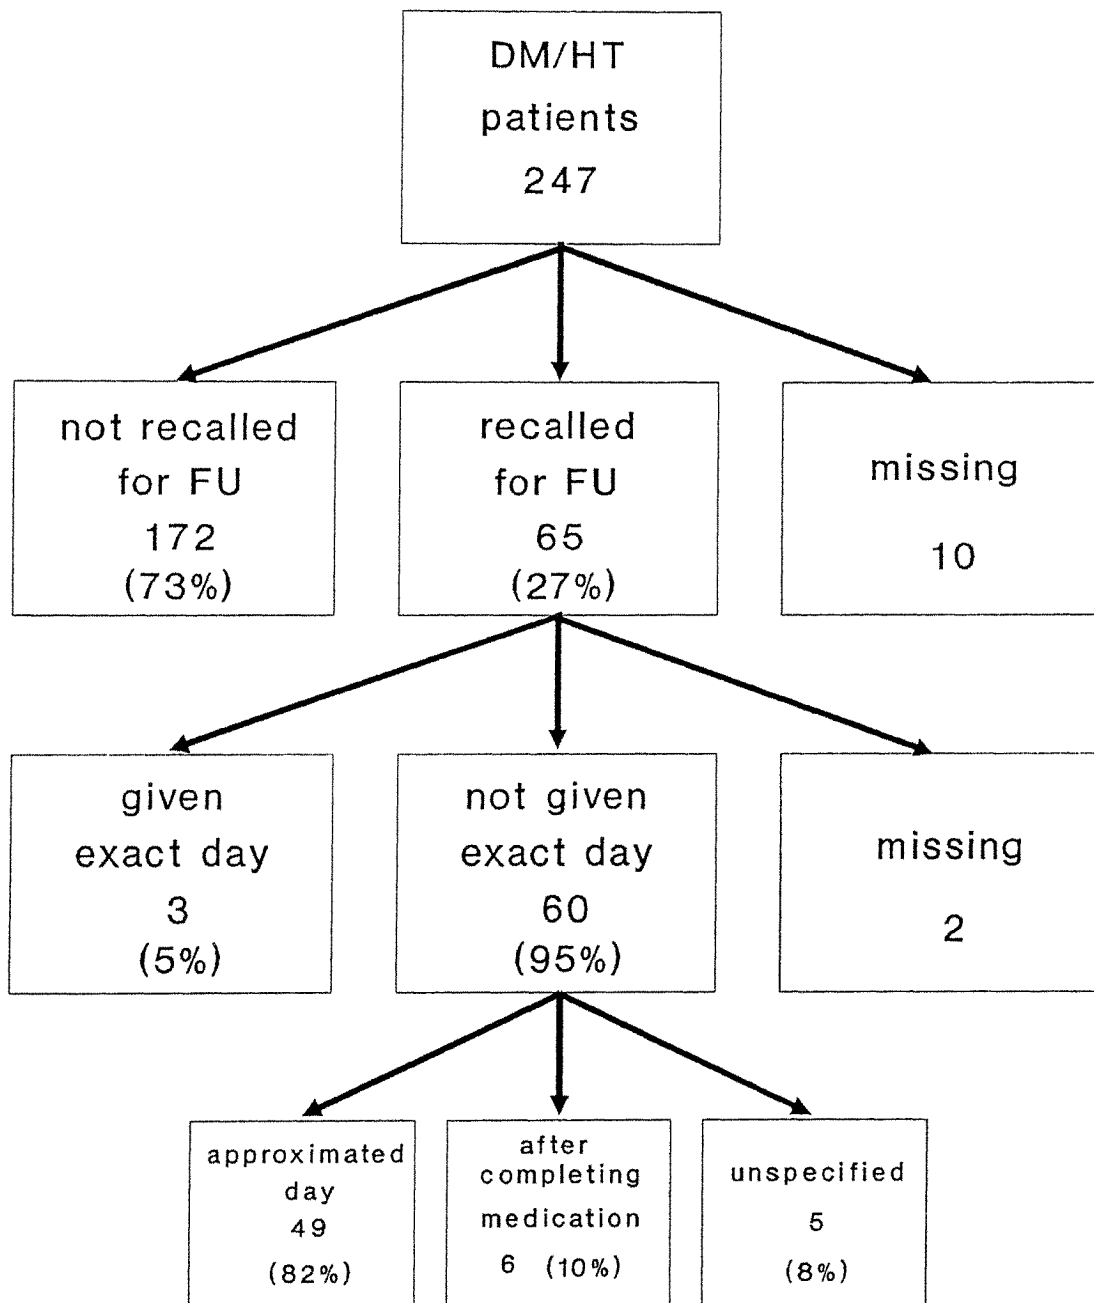 DM/HT
patients
247
not recalled
for FU
172
(73%)
recalled
for FU
65
(27%)
missing
10
given
exact day
3
(5%)
not given
exact day
60
(95%)
missing
2
approximated
day
49
(82%)
after
completing
medication
6 (10%)
unspecified
5
(8%)